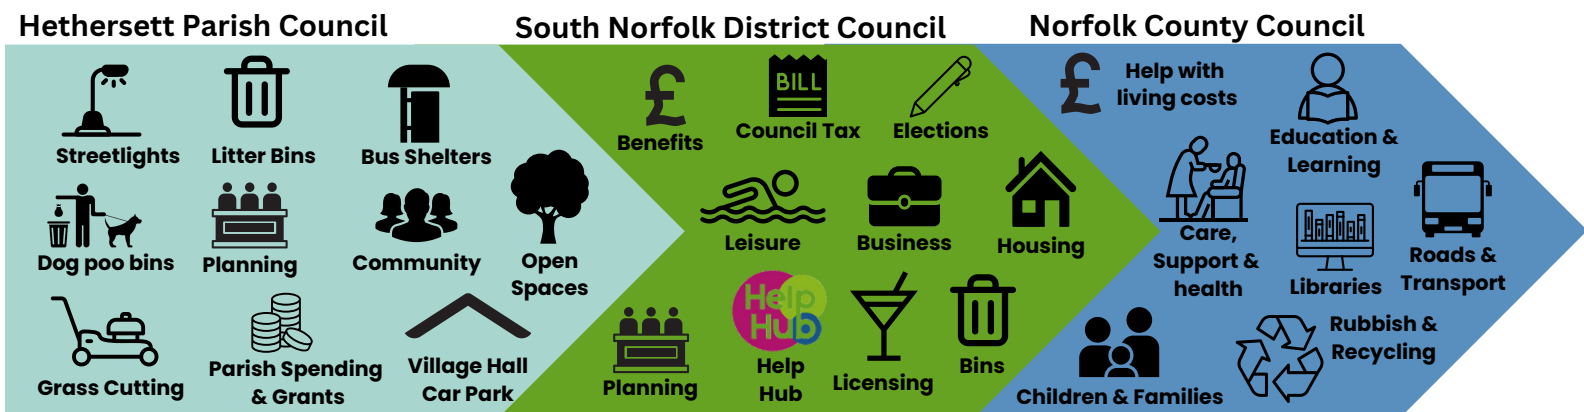 Hethersett Parish Council
Streetlights
Litter Bins
Bus Shelters
Dog poo bins
Planning
Community
Open
Spaces
Grass Cutting
Parish Spending
& Grants
Village Hall
Car Park
South Norfolk District Council
£
Benefits
BILL
Council Tax
Elections
Leisure
Business
Housing
Planning
Help
Hub
Help
Hub
Licensing
Bins
Norfolk County Council
£
Help with
living costs
Education &
Learning
Care,
Support &
health
Libraries
Roads &
Transport
Children & Families
Rubbish &
Recycling